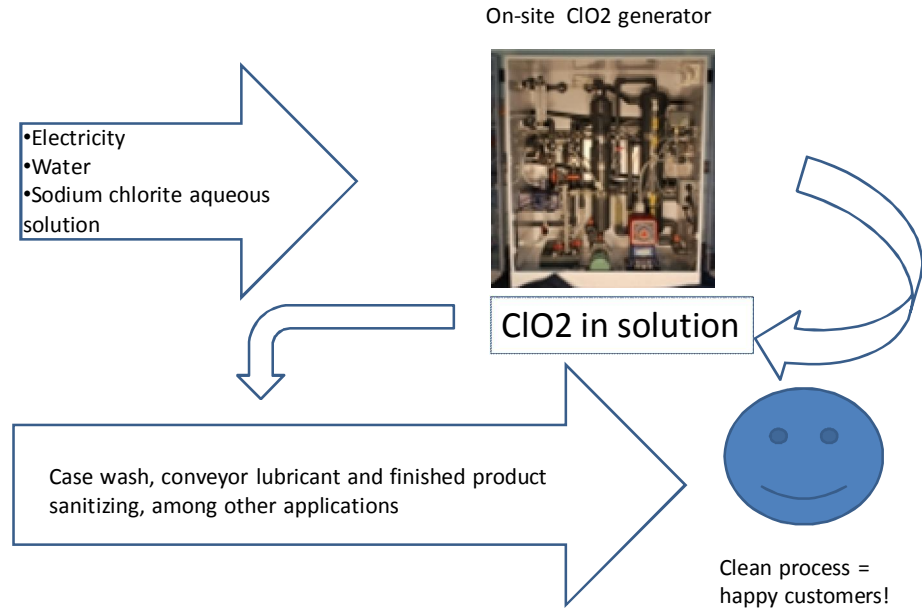 On-site ClO2 generator
•Electricity
•Water
•Sodium chlorite aqueous
solution
ClO2 in solution
Case wash, conveyor lubricant and finished product
sanitizing, among other applications
Clean process =
happy customers!